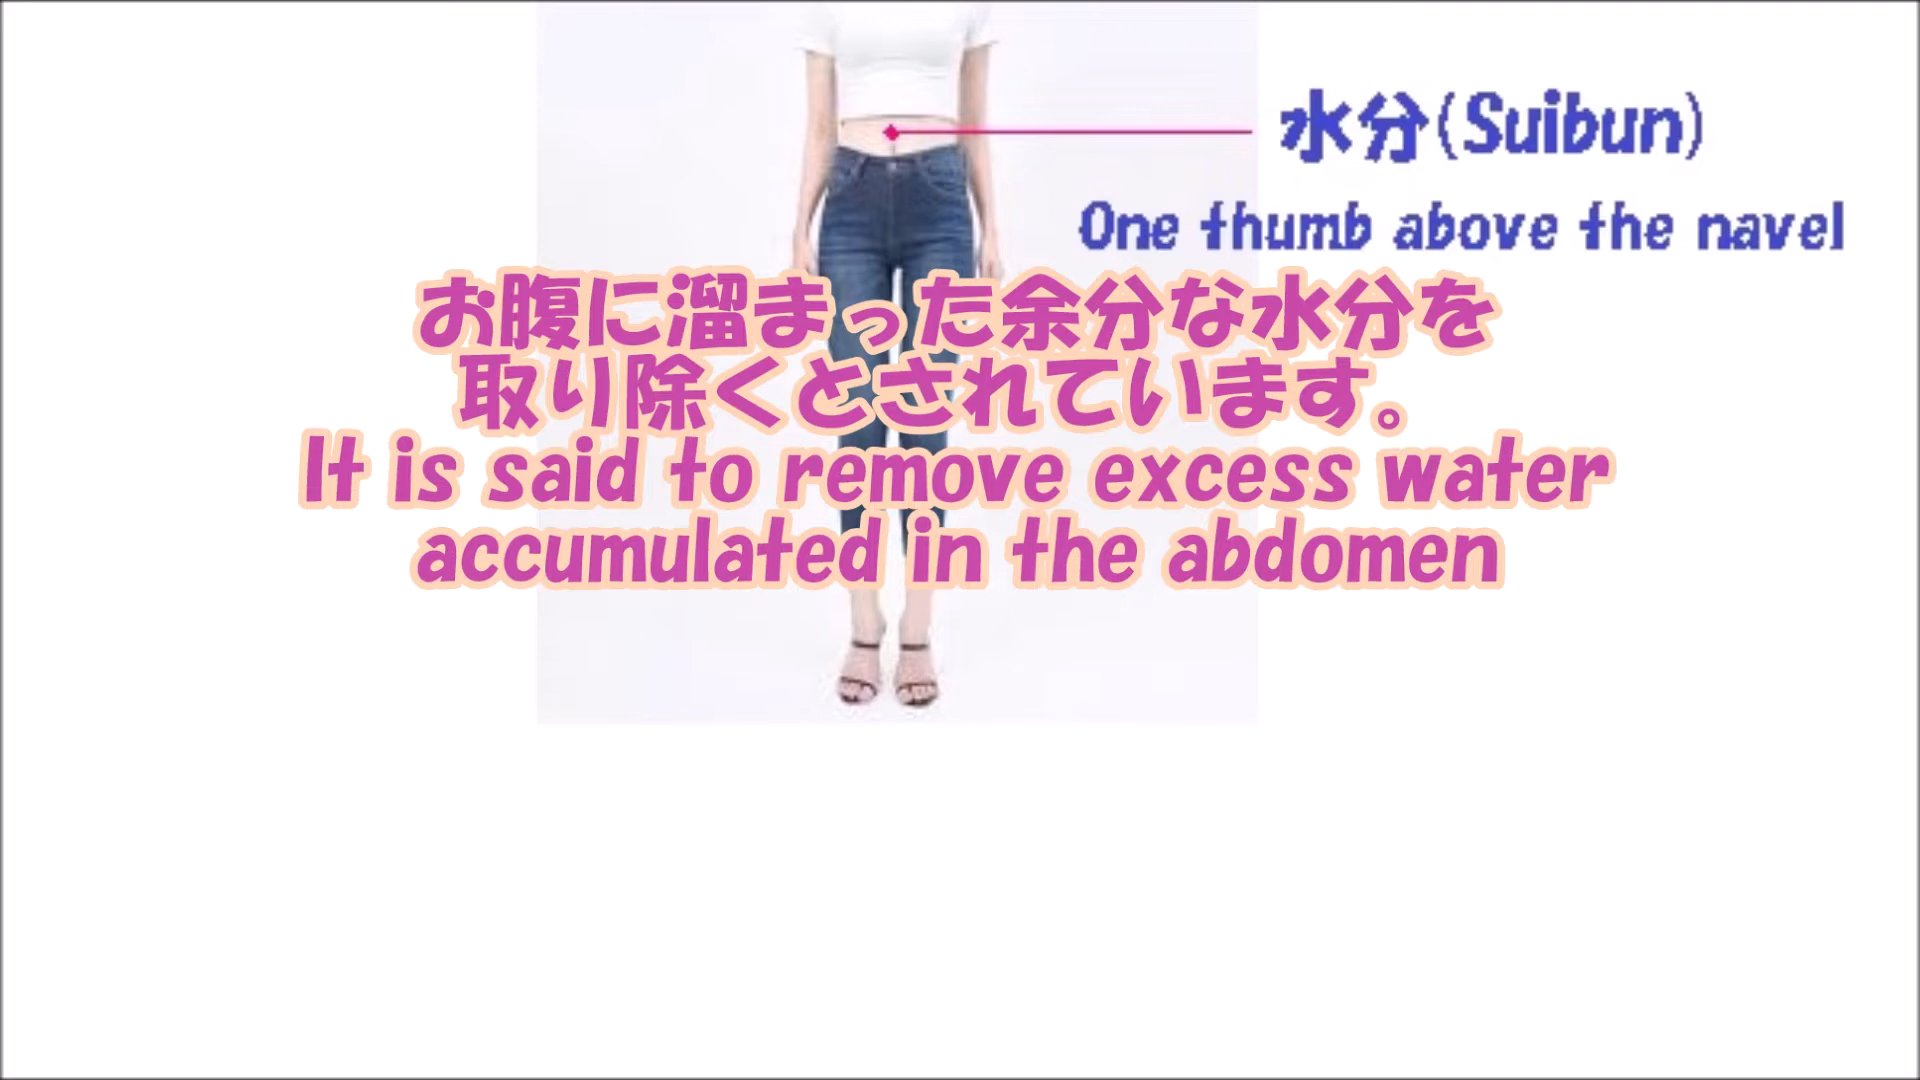 水分(Suibun)
One thumb above the navel
お腹に溜まった余分な水分を
取り除くとされています。
It is said to remove excess water
accumulated in the abdomen